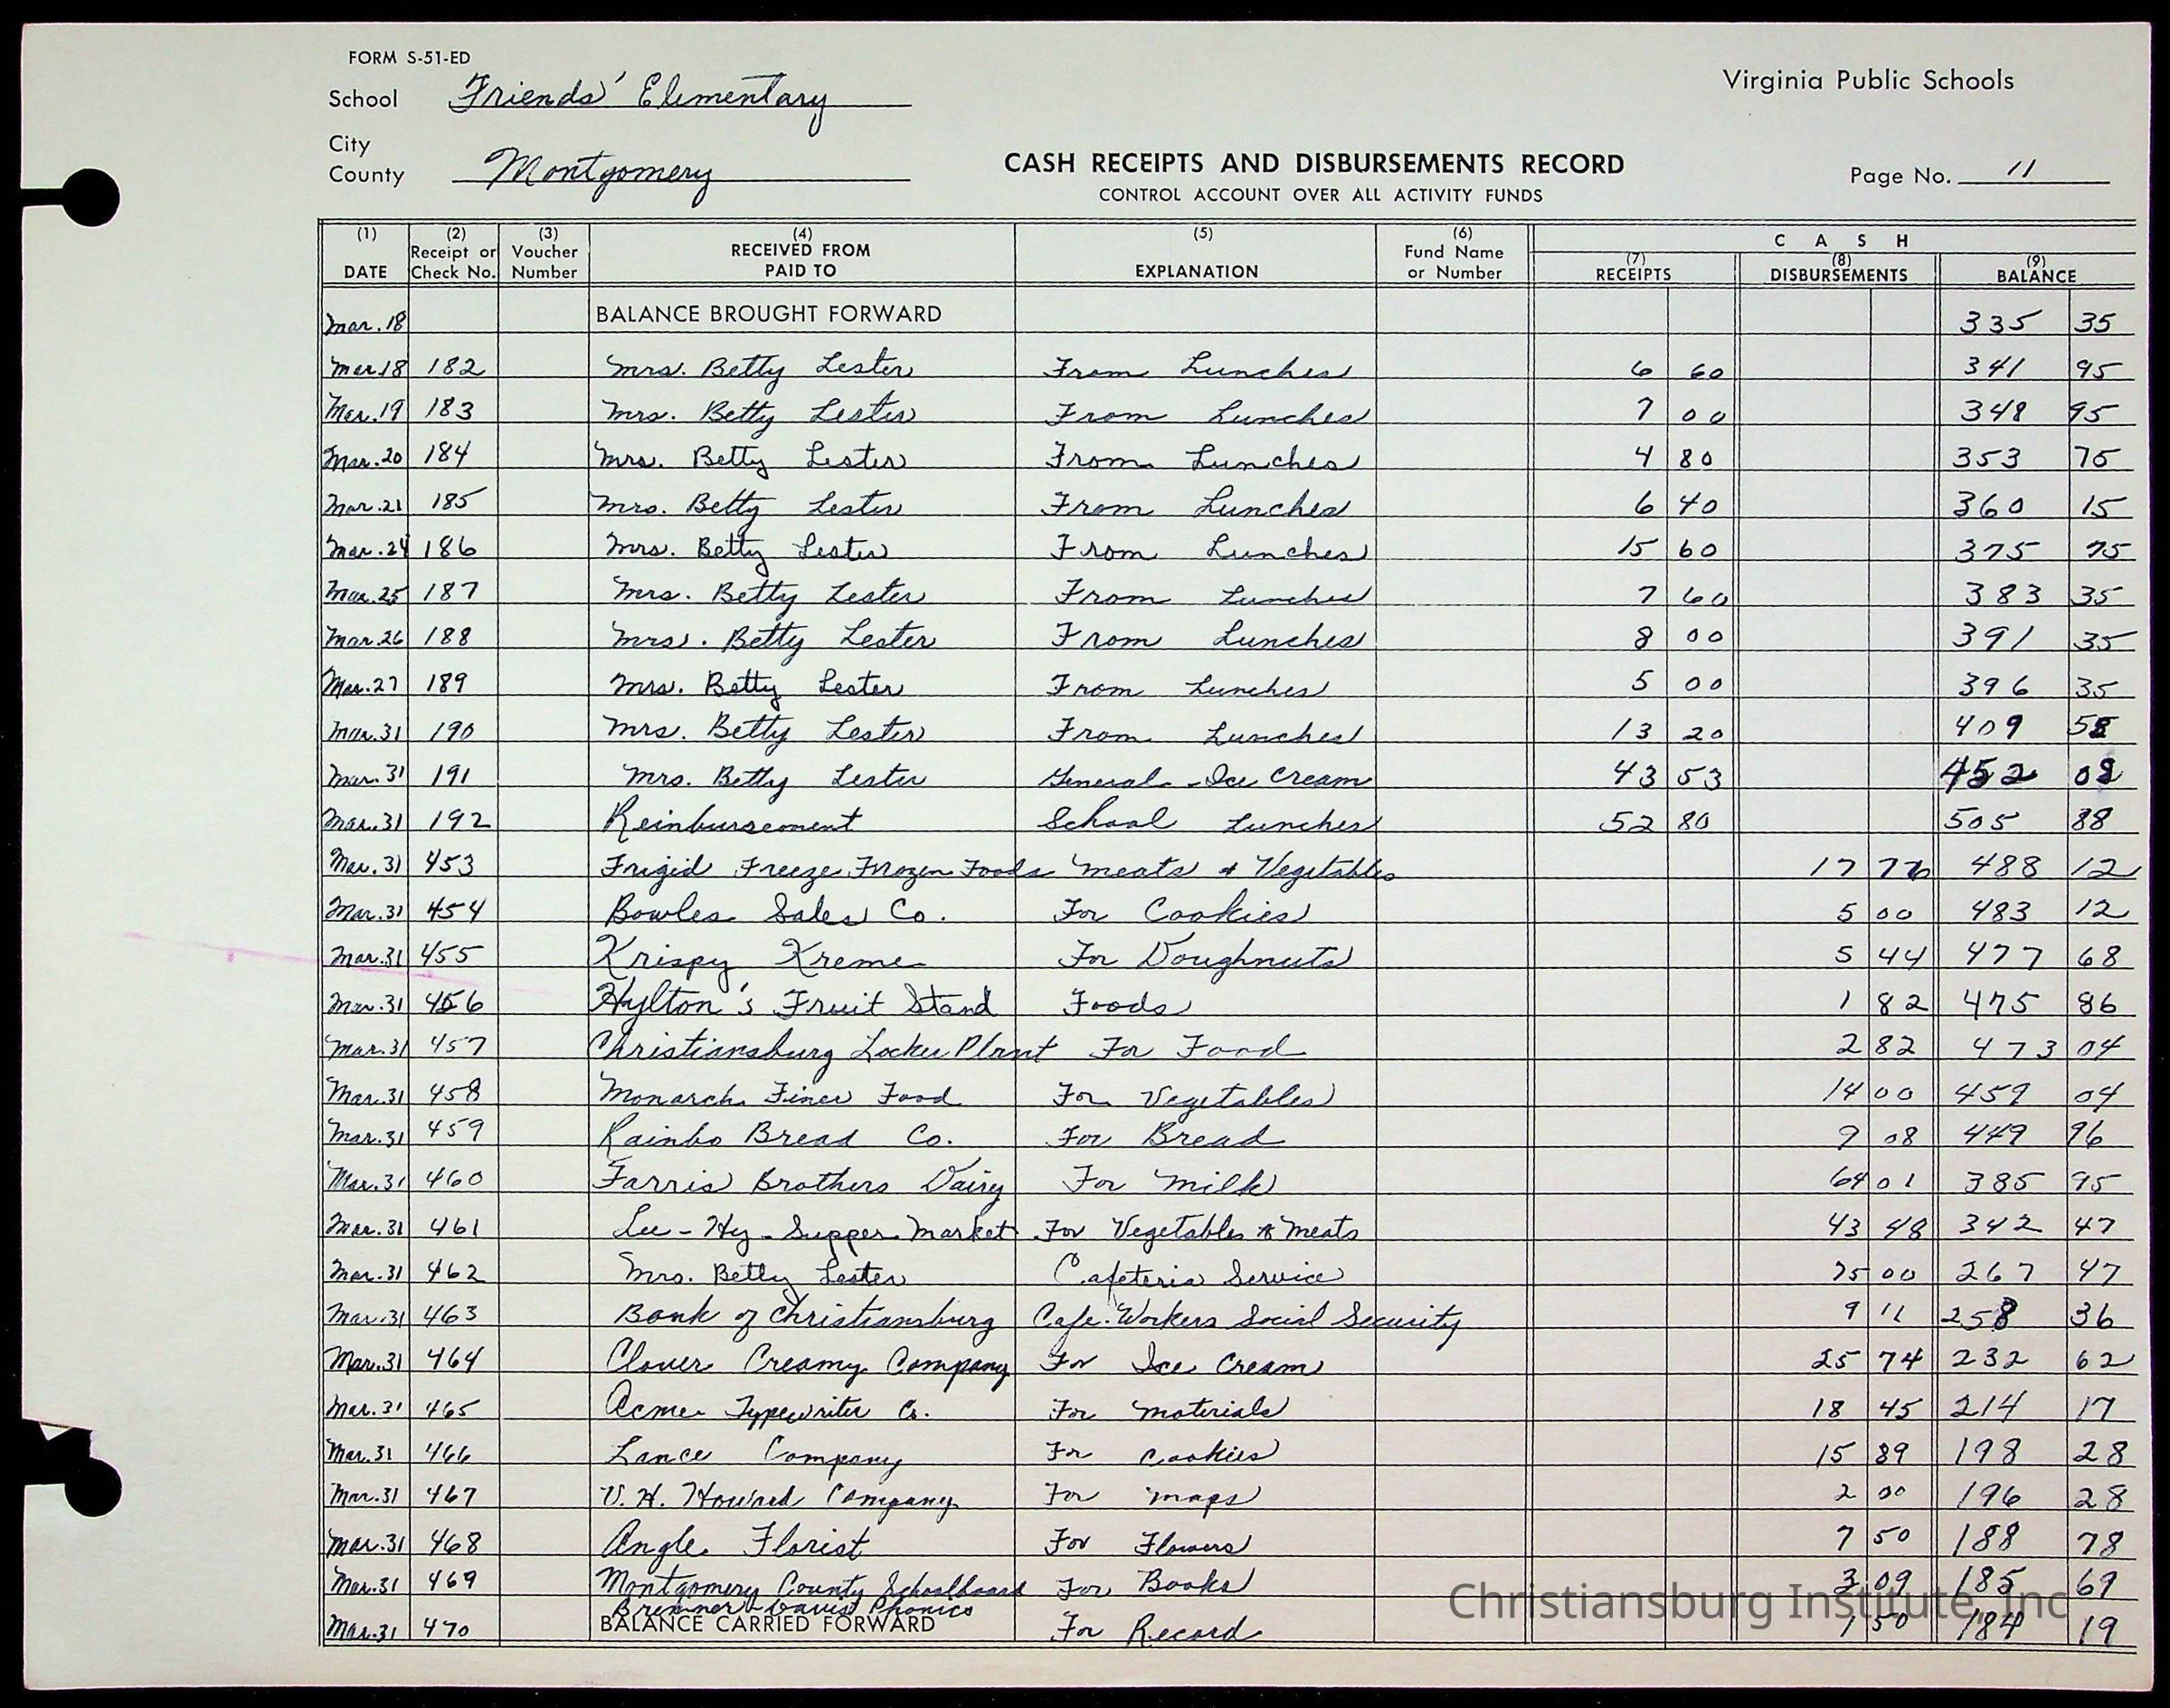 FORM S-51-ED
School Friends' Elementary
Virginia Public Schools
City
County Montgomery
CASH RECEIPTS AND DISBURSEMENTS RECORD
CONTROL ACCOUNT OVER ALL ACTIVITY FUNDS
Page No. 11
(1) DATE (2) Receipt or Check No. (3) Voucher Number (4) RECEIVED FROM PAID TO (5) EXPLANATION (6) Fund Name or Number CASH (7) RECEIPTS (8) DISBURSEMENTS (9) BALANCE
Mar. 18 BALANCE BROUGHT FORWARD 335 35
Mar 18 182 Mrs. Betty Lester From Lunches 6 60 341 95
Mar. 19 183 Mrs. Betty Lester From Lunches 7 00 348 95
Mar. 20 184 Mrs. Betty Lester From Lunches 4 80 353 75
Mar. 21 185 Mrs. Betty Lester From Lunches 6 40 360 15
Mar. 24 186 Mrs. Betty Lester From Lunches 15 60 375 75
Mar. 25 187 Mrs. Betty Lester From Lunches 7 60 383 35
Mar. 26 188 Mrs. Betty Lester From Lunches 8 00 391 35
Mar. 27 189 Mrs. Betty Lester From Lunches 5 00 396 35
Mar. 31 190 Mrs. Betty Lester From Lunches 13 20 409
Mar. 31 191 Mrs. Betty Lester General - Ice Cream 43 53 452
Mar. 31 192 Reinbursement School Lunches 52 80 505 88
Mar. 31 453 Frigid Freeze Frozen Foods Meats & Vegetables 17 76 488 12
Mar. 31 454 Bowles Sales Co. For Cookies 5 00 483 12
Mar. 31 455 Krispy Kreme For Doughnuts 5 44 477 68
Mar. 31 456 Hylton's Fruit Stand Foods 1 82 475 86
Mar. 31 457 Christiansburg Locker Plant For Food 2 82 473 04
Mar. 31 458 Monarch Finer Food For Vegetables 14 00 459 04
Mar. 31 459 Rainbo Bread Co. For Bread 9 08 449 96
Mar. 31 460 Farris Brothers Dairy For Milk 64 01 385 95
Mar. 31 461 Lee-Hy-Supper Market For Vegetables & Meats 43 48 342 47
Mar. 31 462 Mrs. Betty Lester Cafeteria Service 75 00 267 47
Mar. 31 463 Bank of Christiansburg Cafe. Workers Social Security 9 11 258 36
Mar. 31 464 Clover Creamy Company For Ice Cream 25 74 232 62
Mar. 31 465 Acme Typewriter Co. For Materials 18 45 214 17
Mar. 31 466 Lance Company For Cookies 15 89 198 28
Mar. 31 467 V. H. Howard Company For Maps 2 00 196 28
Mar. 31 468 Angle Florist For Flowers 7 50 188 78
Mar. 31 469 Montgomery County Schoolboard For Books 3 09 185 69
Bremner-Davis Phonics
Mar. 31 470 BALANCE CARRIED FORWARD For Record 1 50 184 19
Christiansburg Institute, Inc